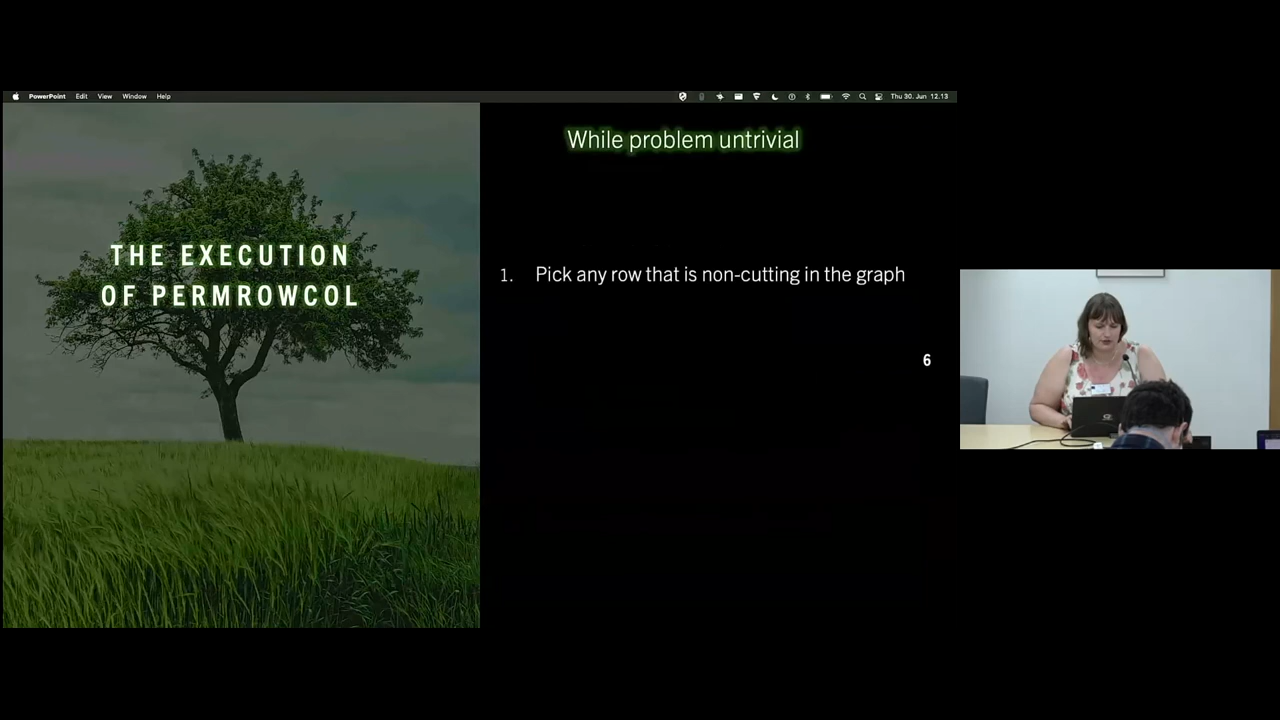 PowerPoint Edit View Window Help Thu 30. Jun 12.13
THE EXECUTION
OF PERMROWCOL
While problem untrivial
1. Pick any row that is non-cutting in the graph
6